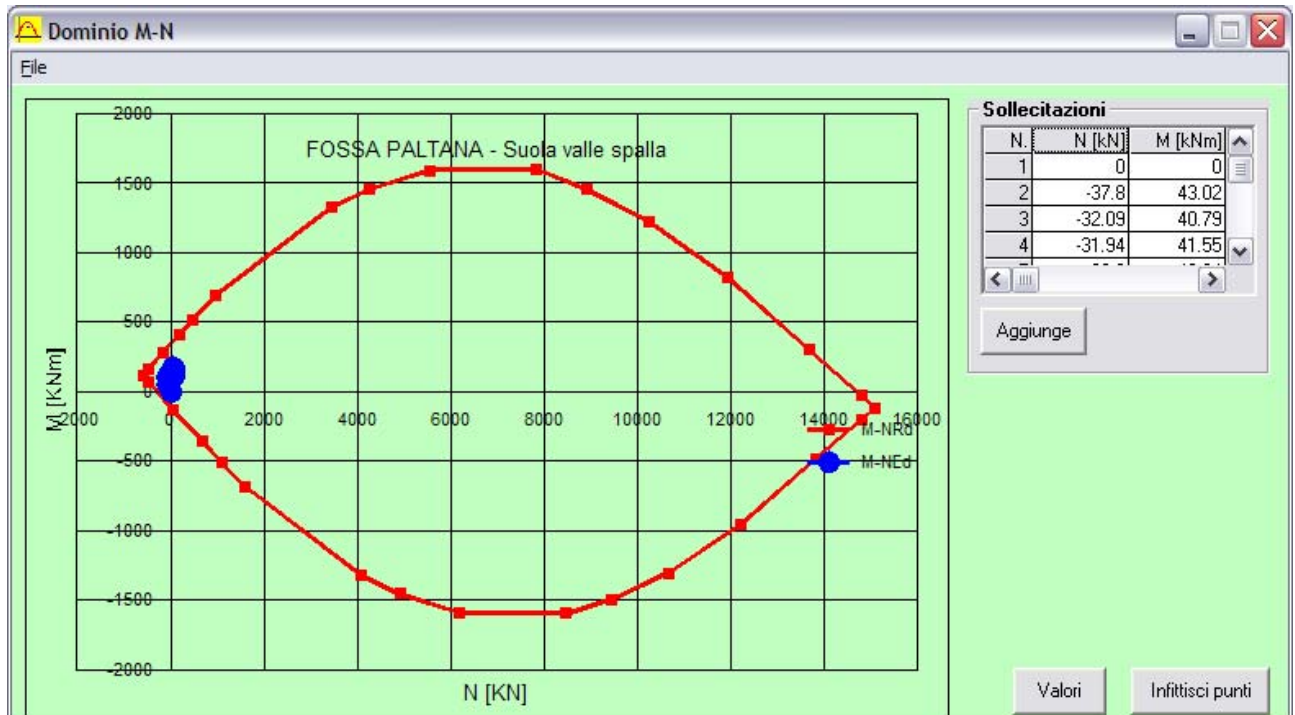 Dominio M-N
File
FOSSA PALTANA - Suola valle spalla
M [KNm]
2000
1500
1000
500
0
-500
-1000
-1500
-2000
-2000 0 2000 4000 6000 8000 10000 12000 14000 16000
M-NRd
M-NEd
N [KN]
Sollecitazioni
N. N [kN] M [kNm]
1 0 0
2 -37.8 43.02
3 -32.09 40.79
4 -31.94 41.55
Aggiunge
Valori
Infittisci punti